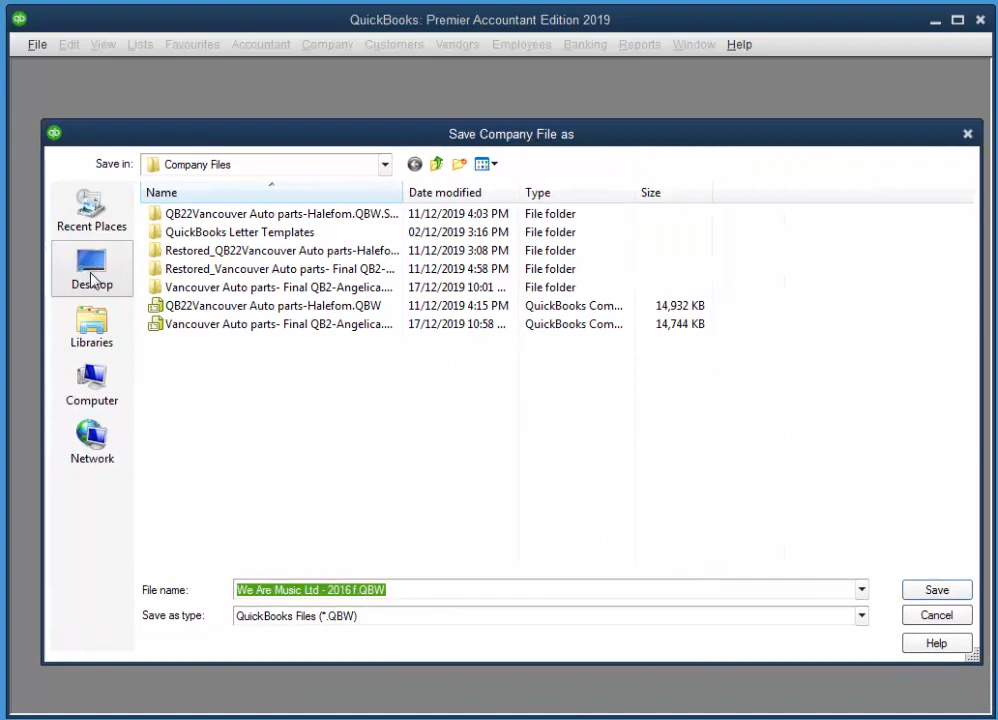 qb QuickBooks: Premier Accountant Edition 2019
File Edit View Lists Favourites Accountant Company Customers Vendors Employees Banking Reports Window Help
qb Save Company File as
Save in: Company Files
Name Date modified Type Size
QB22Vancouver Auto parts-Halefom.QBW.S... 11/12/2019 4:03 PM File folder
QuickBooks Letter Templates 02/12/2019 3:16 PM File folder
Restored_QB22Vancouver Auto parts-Halefo... 11/12/2019 3:08 PM File folder
Restored_Vancouver Auto parts- Final QB2-... 11/12/2019 4:58 PM File folder
Vancouver Auto parts- Final QB2-Angelica.... 17/12/2019 10:01 ... File folder
QB22Vancouver Auto parts-Halefom.QBW 11/12/2019 4:15 PM QuickBooks Com... 14,932 KB
Vancouver Auto parts- Final QB2-Angelica.... 17/12/2019 10:58 ... QuickBooks Com... 14,744 KB
Recent Places
Desktop
Libraries
Computer
Network
File name: We Are Music Ltd - 2016 f.QBW Save
Save as type: QuickBooks Files (*.QBW) Cancel
Help